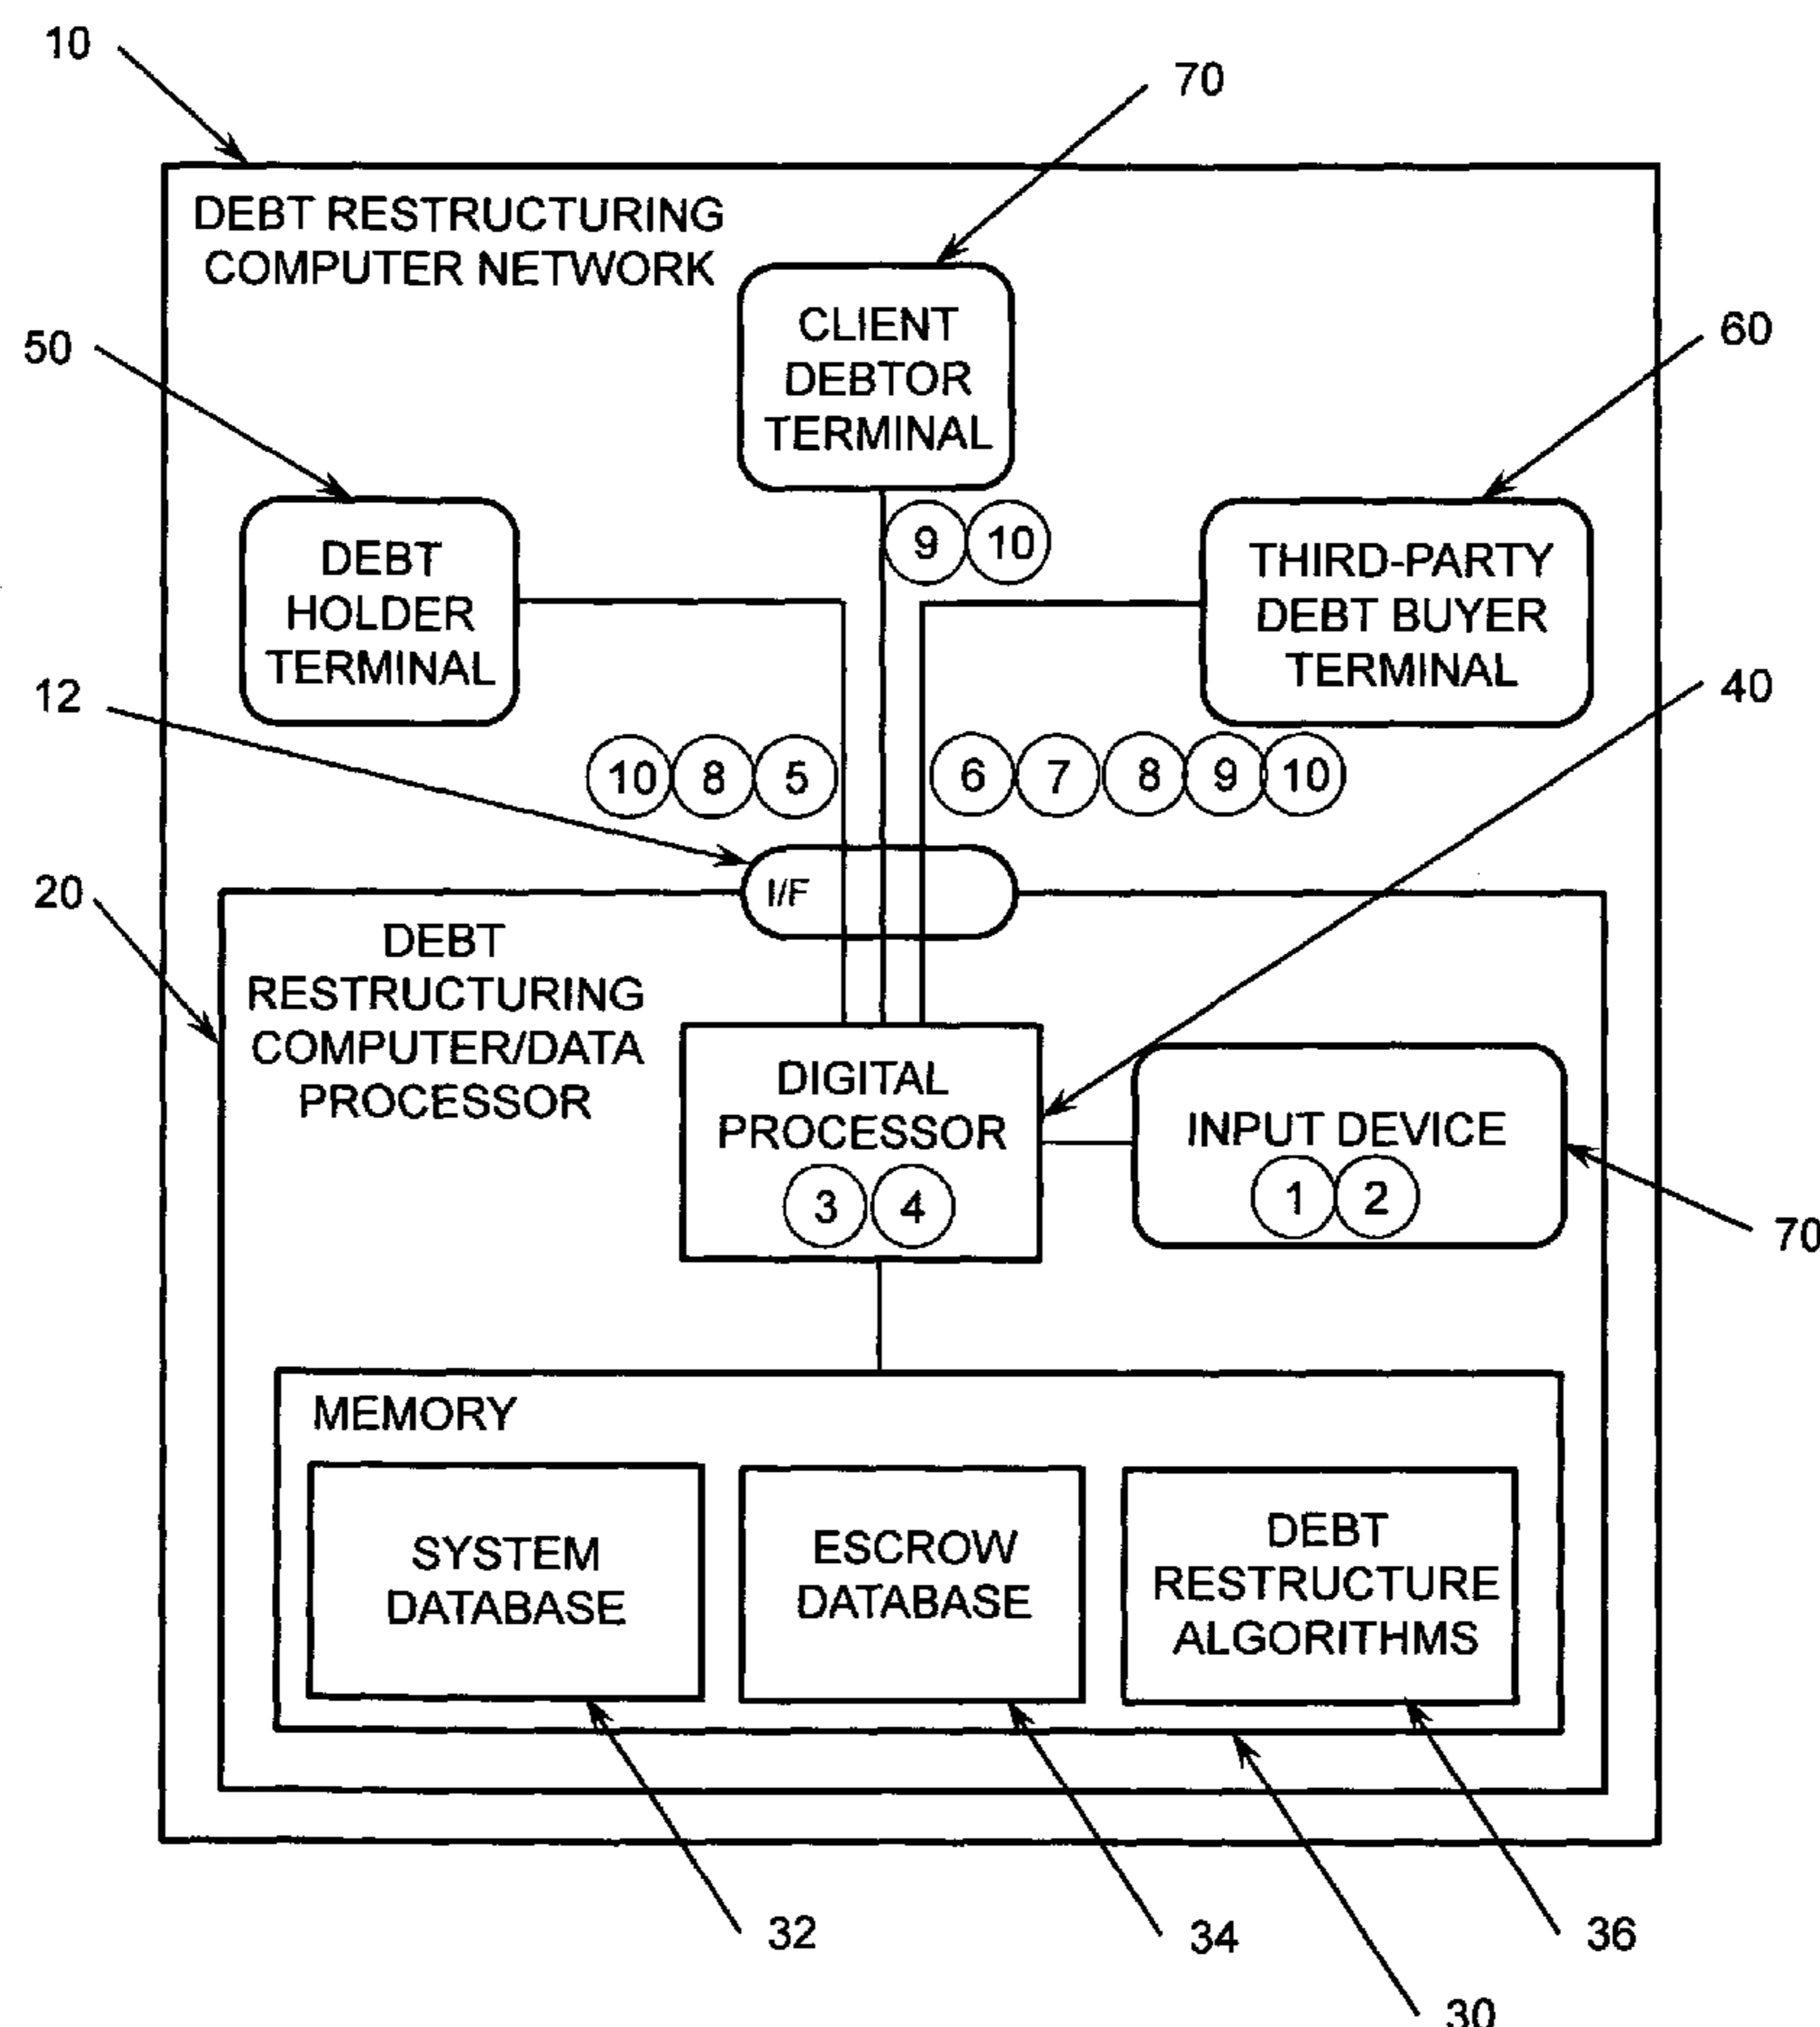 10
70
DEBT RESTRUCTURING
COMPUTER NETWORK
CLIENT
DEBTOR
TERMINAL
50
60
DEBT
HOLDER
TERMINAL
9 10
THIRD-PARTY
DEBT BUYER
TERMINAL
12
40
10 8 5
6 7 8 9 10
I/F
20
DEBT
RESTRUCTURING
COMPUTER/DATA
PROCESSOR
DIGITAL
PROCESSOR
3 4
INPUT DEVICE
1 2
70
MEMORY
SYSTEM
DATABASE
ESCROW
DATABASE
DEBT
RESTRUCTURE
ALGORITHMS
32
34
36
30